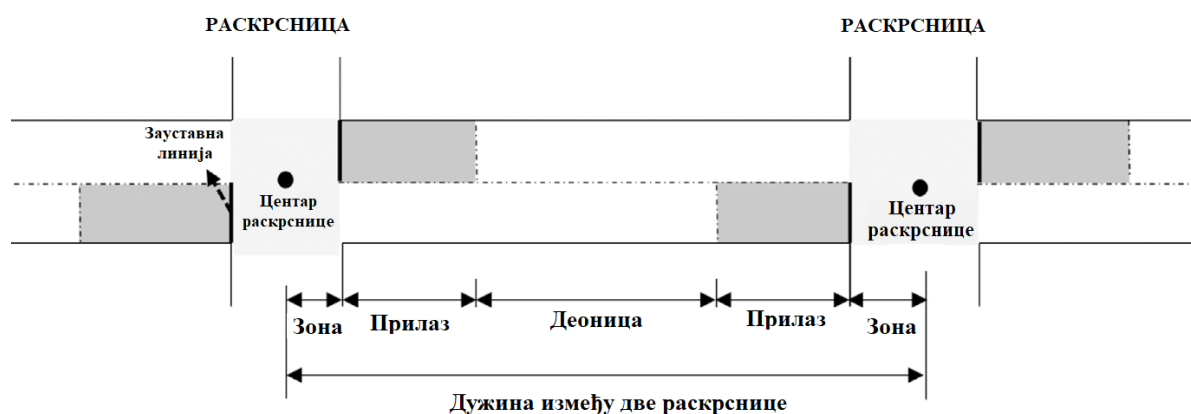 РАСКРСНИЦА
РАСКРСНИЦА
Зауставна
линија
Центар
раскрснице
Центар
раскрснице
Зона
Прилаз
Деоница
Прилаз
Зона
Дужина између две раскрснице